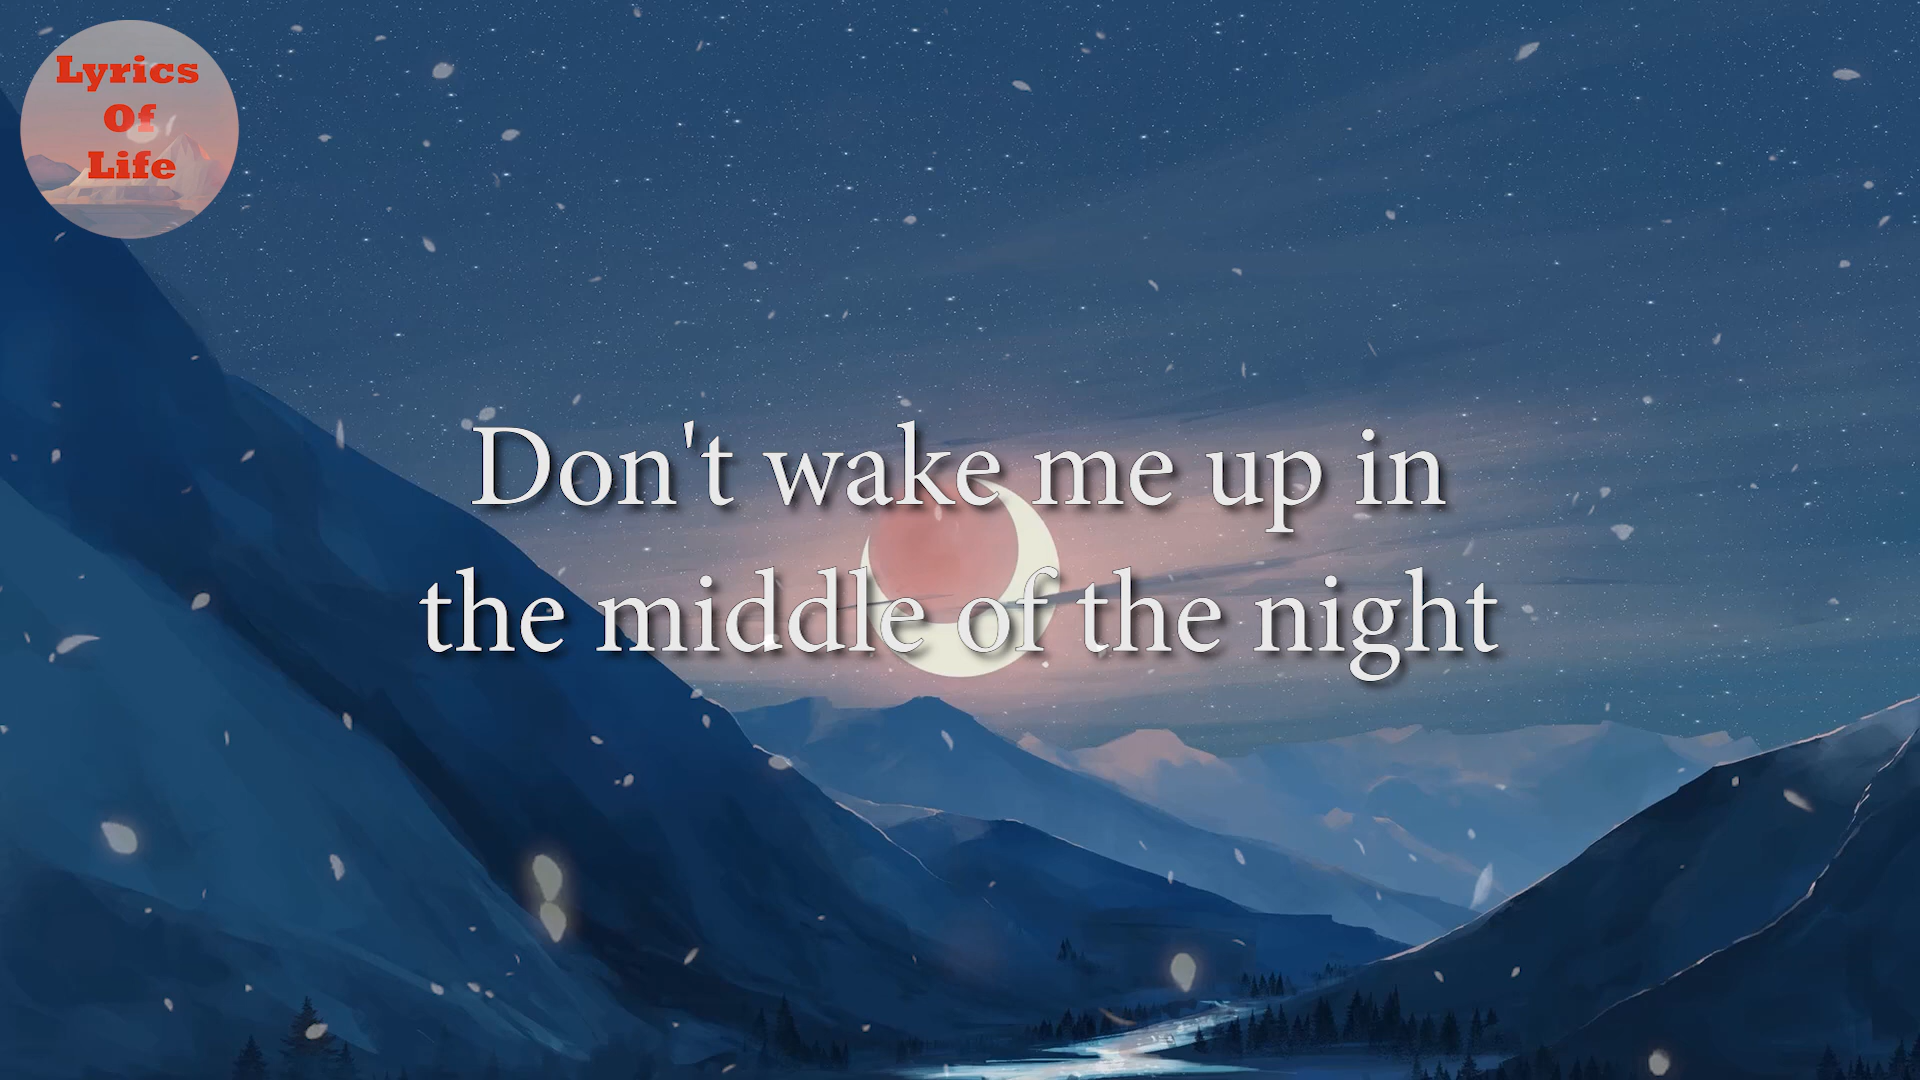 Lyrics
Of
Life
Don't wake me up in
the middle of the night